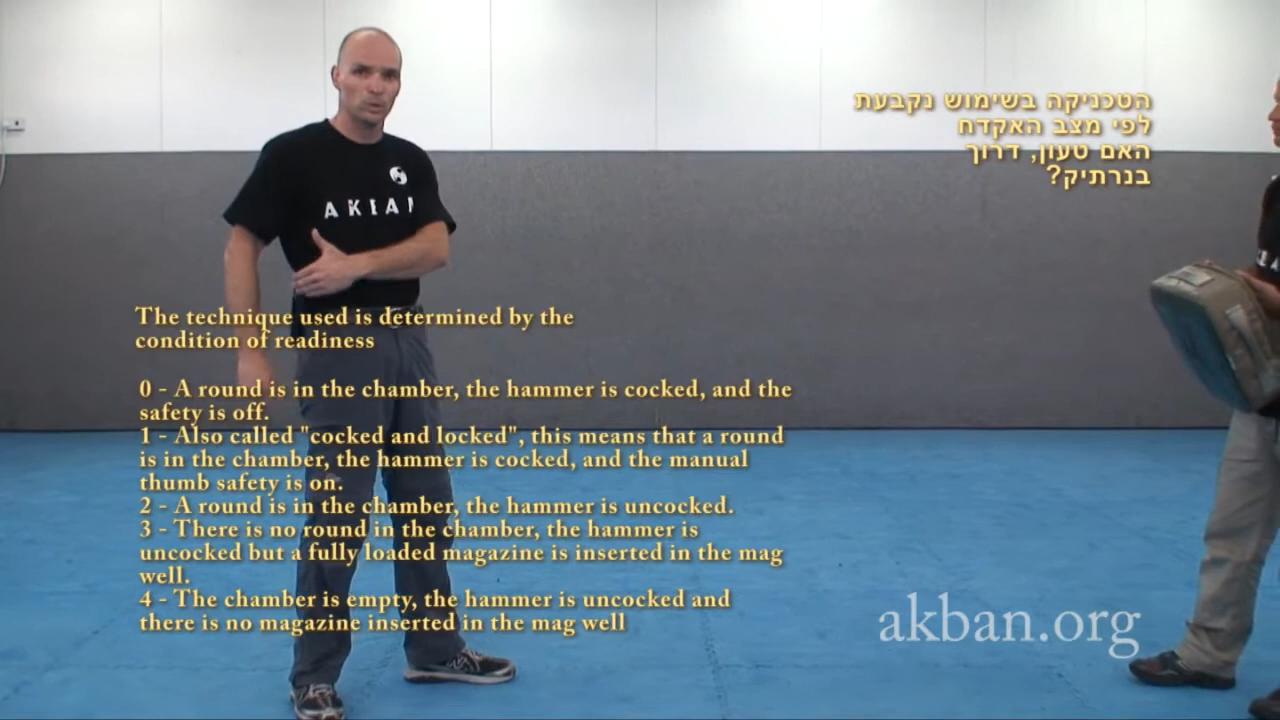 הטכניקה בשימוש נקבעת
לפי מצב האקדח
האם טעון, דרוך
בנרתיק?
AKBAN
The technique used is determined by the
condition of readiness
0 - A round is in the chamber, the hammer is cocked, and the
safety is off.
1 - Also called "cocked and locked", this means that a round
is in the chamber, the hammer is cocked, and the manual
thumb safety is on.
2 - A round is in the chamber, the hammer is uncocked.
3 - There is no round in the chamber, the hammer is
uncocked but a fully loaded magazine is inserted in the mag
well.
4 - The chamber is empty, the hammer is uncocked and
there is no magazine inserted in the mag well
akban.org